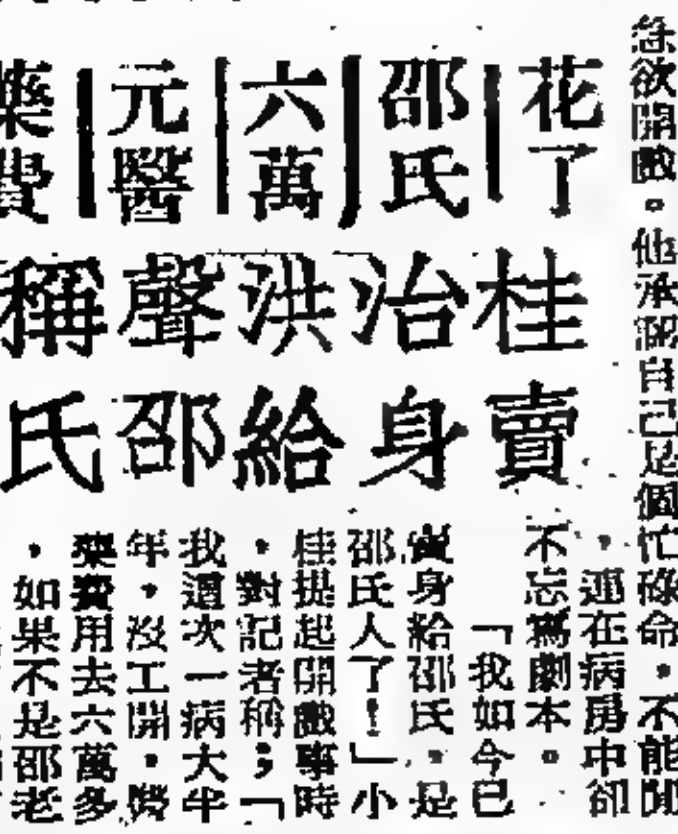 急欲開戲。他承認自己是個忙碌命,不能閒
花了
邵氏
六萬
元醫
藥費
桂治洪聲稱
賣身給邵氏
,連在病房中卻
不忘寫劇本。
「我如今已
賣身給邵氏,是
邵氏人了!」小
桂提起開戲事時
,對記者稱;「
我這次一病大半
年,沒工開,醫
藥費用去六萬多
,如果不是邵老